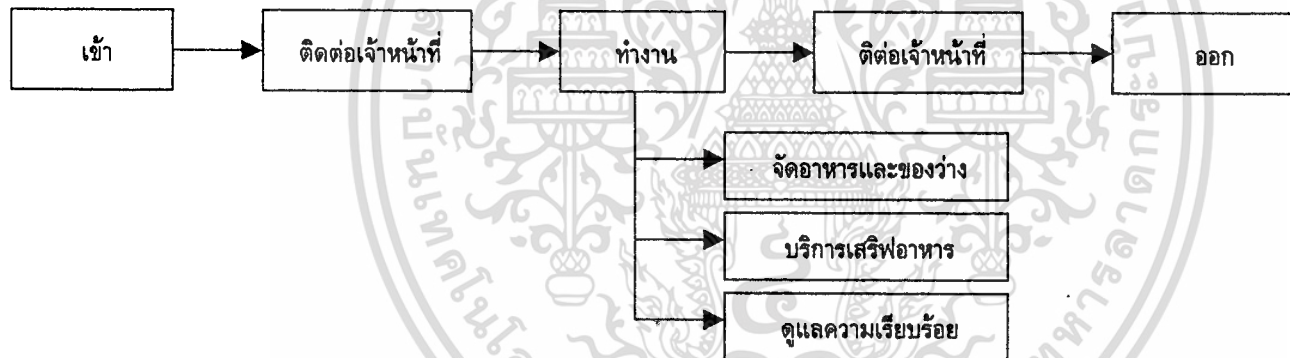 เข้า
ติดต่อเจ้าหน้าที่
ทำงาน
ติต่อเจ้าหน้าที่
ออก
จัดอาหารและของว่าง
บริการเสริฟอาหาร
ดูแลความเรียบร้อย